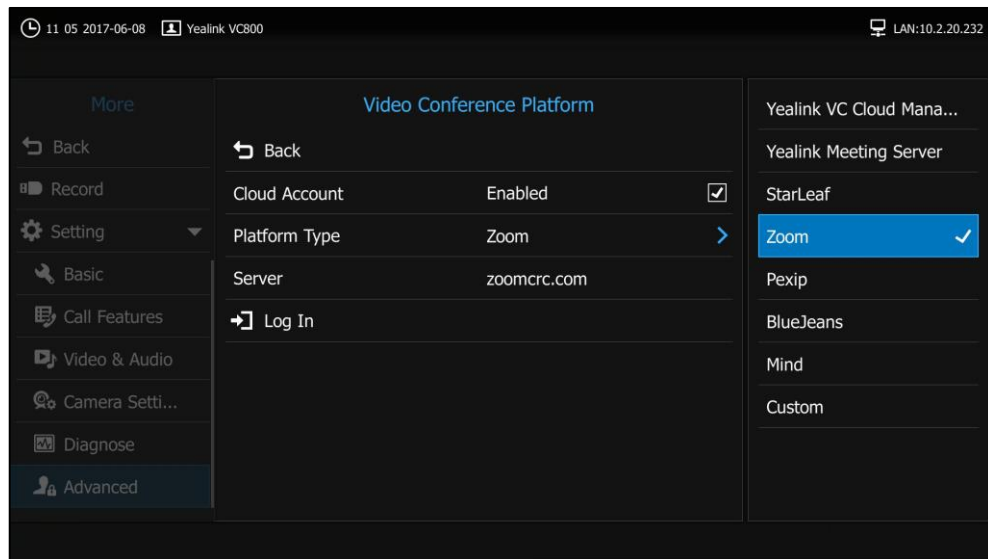 11 05 2017-06-08 Yealink VC800 LAN:10.2.20.232
More
Back
Record
Setting
Basic
Call Features
Video & Audio
Camera Setti...
Diagnose
Advanced
Video Conference Platform
Back
Cloud Account Enabled
Platform Type Zoom
Server zoomcrc.com
Log In
Yealink VC Cloud Mana...
Yealink Meeting Server
StarLeaf
Zoom
Pexip
BlueJeans
Mind
Custom